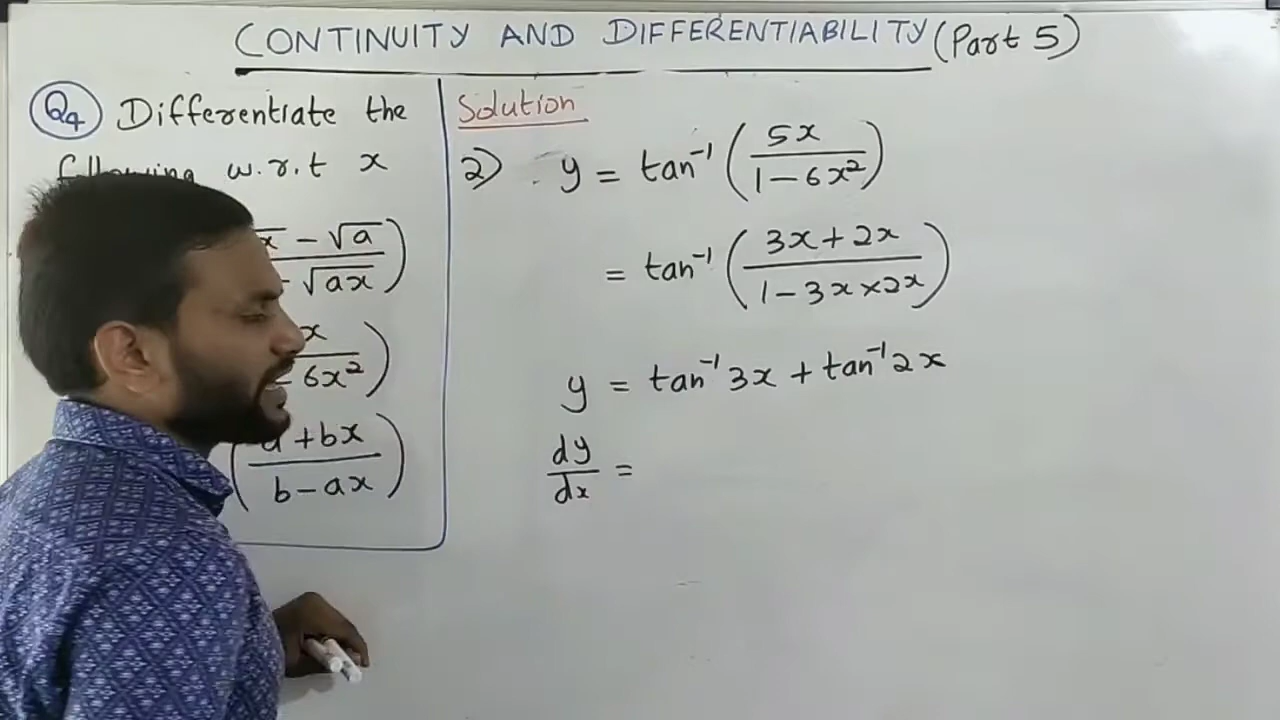 CONTINUITY AND DIFFERENTIABILITY (Part 5)
Q4 Differentiate the
following w.r.t x
x - √a)
- √ax
x
- 6x²)
(a + bx)
b - ax
Solution
2) y = tan⁻¹ (5x / 1 - 6x²)
= tan⁻¹ (3x + 2x / 1 - 3x × 2x)
y = tan⁻¹ 3x + tan⁻¹ 2x
dy/dx =